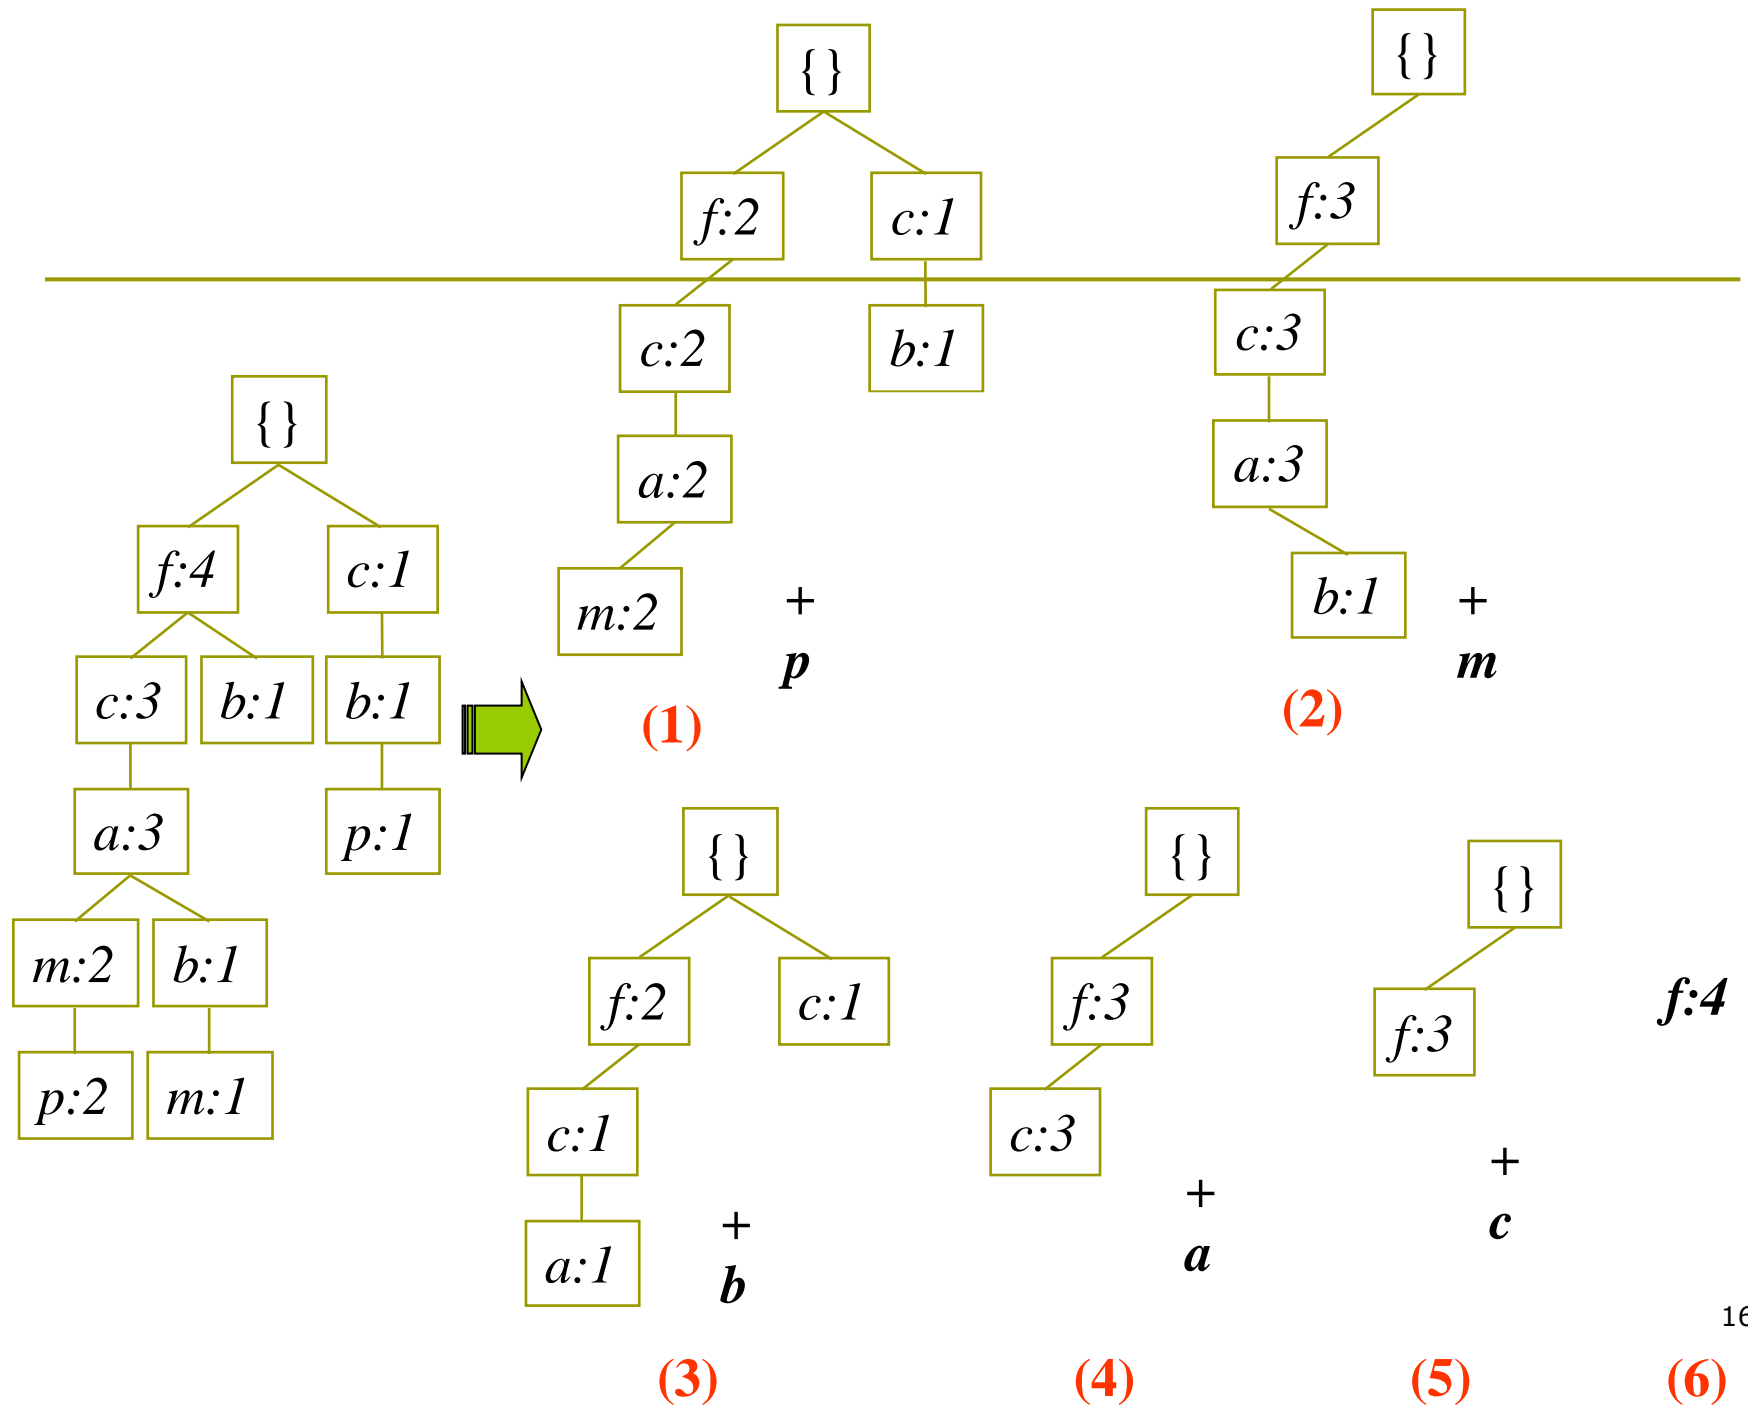 {}
f:4 c:1
c:3 b:1 b:1
a:3 p:1
m:2 b:1
p:2 m:1
{}
f:2 c:1
c:2 b:1
a:2
m:2
+
p
(1)
{}
f:3
c:3
a:3
b:1
+
m
(2)
{}
f:2 c:1
c:1
a:1
+
b
(3)
{}
f:3
c:3
+
a
(4)
{}
f:3
+
c
(5)
f:4
(6)
16